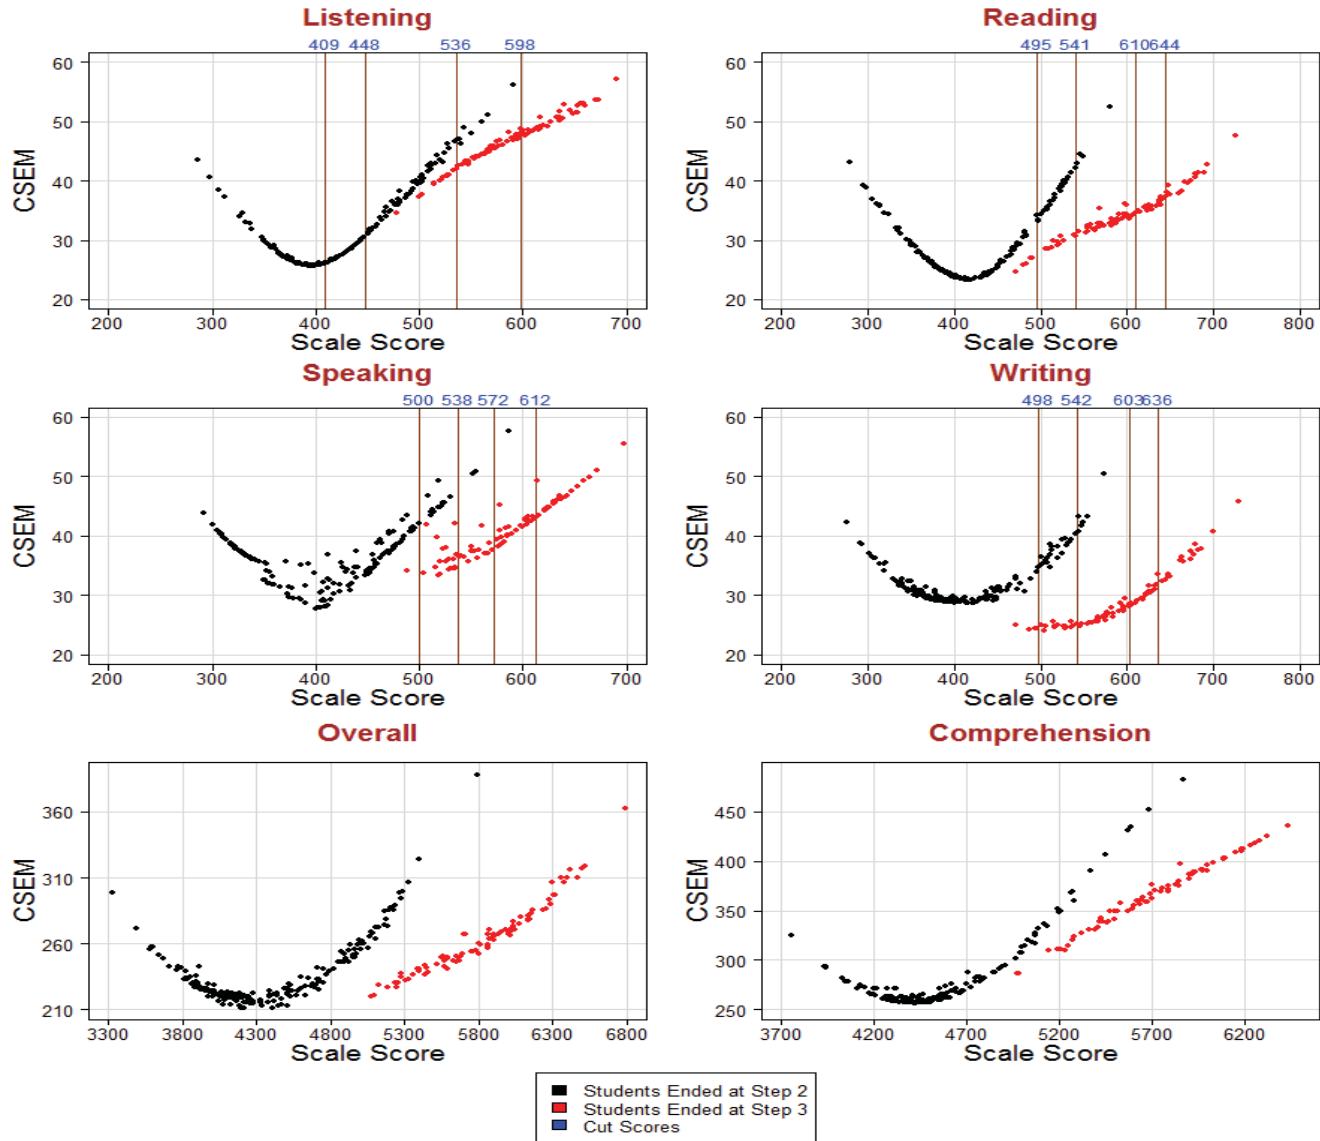 Listening
Reading
409 448 536 598
495 541 610 644
60
50
40
30
20
CSEM
60
50
40
30
20
CSEM
200 300 400 500 600 700
200 300 400 500 600 700 800
Scale Score
Scale Score
Speaking
Writing
500 538 572 612
498 542 603 636
60
50
40
30
20
CSEM
60
50
40
30
20
CSEM
200 300 400 500 600 700
200 300 400 500 600 700 800
Scale Score
Scale Score
Overall
Comprehension
360
310
260
210
CSEM
450
400
350
300
250
CSEM
3300 3800 4300 4800 5300 5800 6300 6800
3700 4200 4700 5200 5700 6200
Scale Score
Scale Score
Students Ended at Step 2
Students Ended at Step 3
Cut Scores